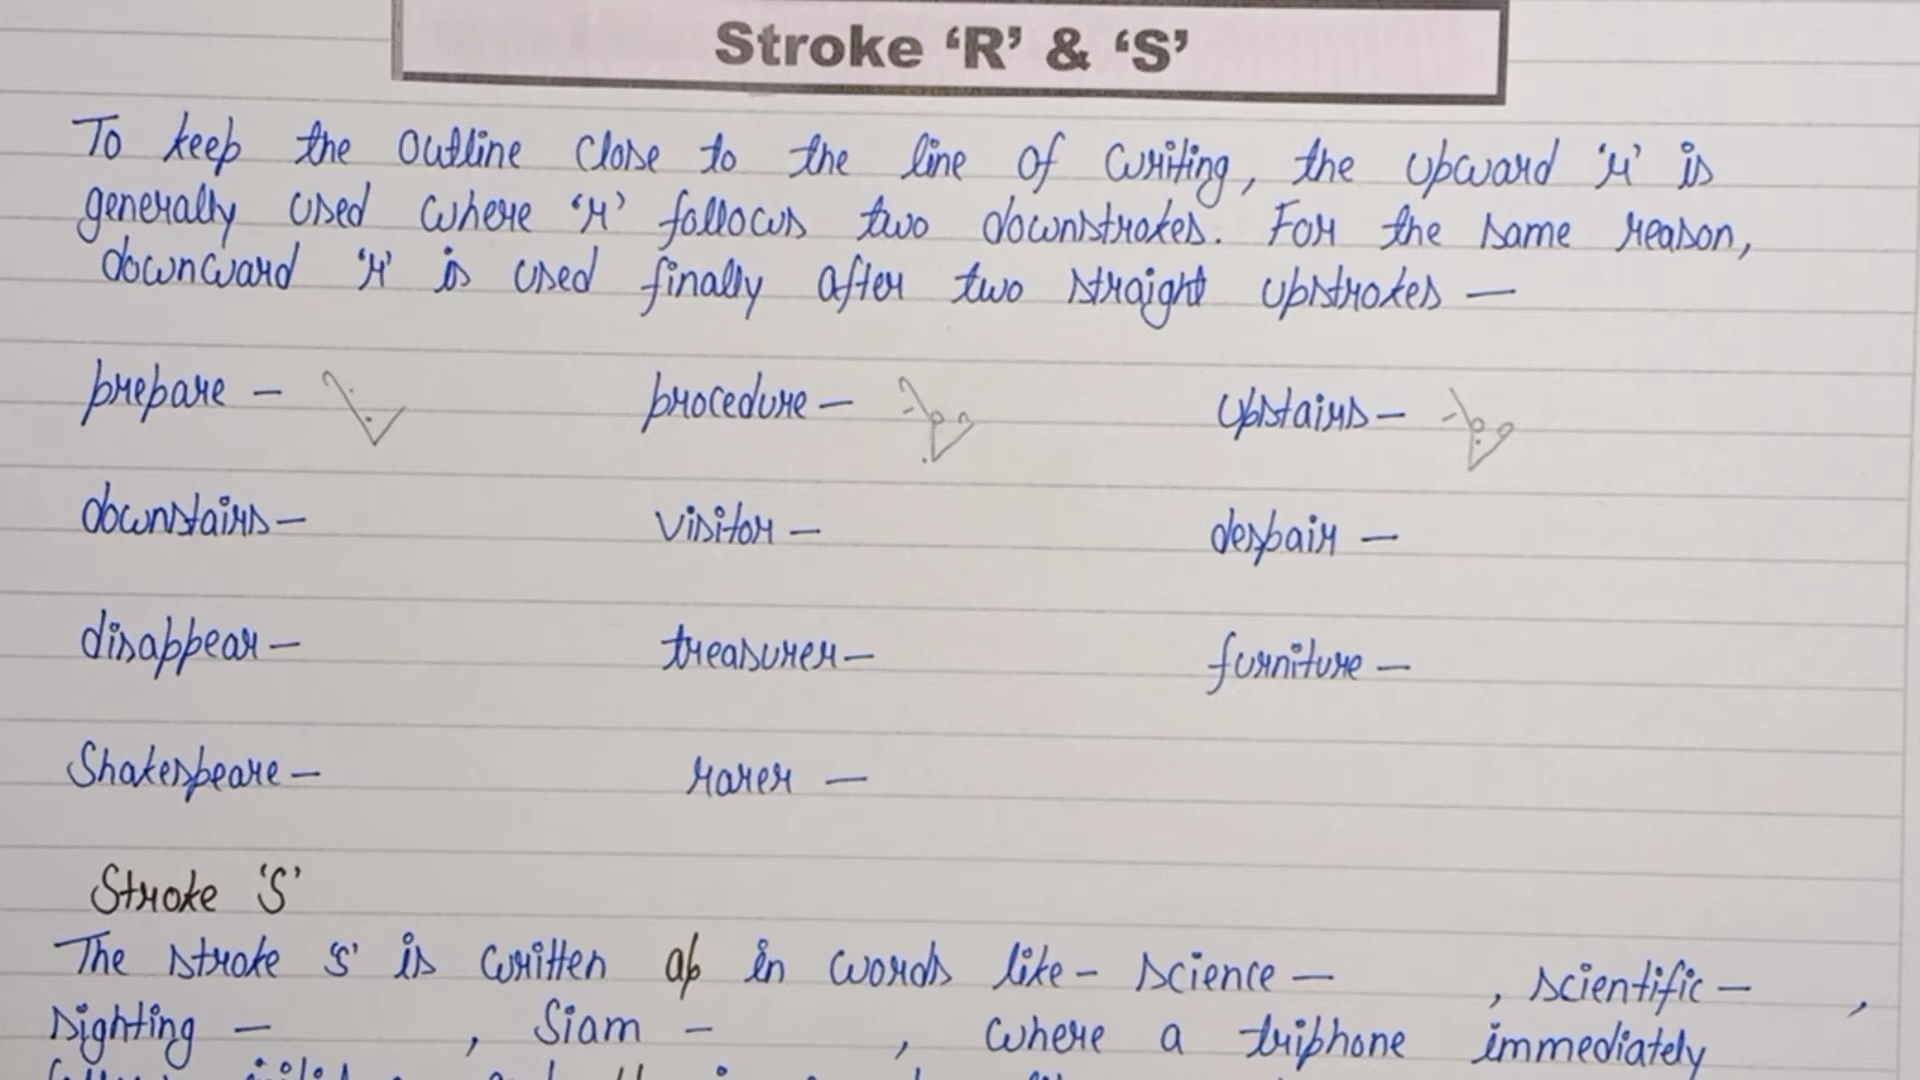 Stroke ‘R’ & ‘S’
To keep the outline close to the line of writing, the upward ‘r’ is
generally used where ‘r’ follows two downstrokes. For the same reason,
downward ‘r’ is used finally after two straight upstrokes —
prepare — procedure — upstairs —
downstairs — visitor — despair —
disappear — treasurer — furniture —
Shakespeare — rarer —
Stroke ‘S’
The stroke ‘s’ is written as in words like - science — , scientific — ,
sighting — , Siam — , where a triphone immediately